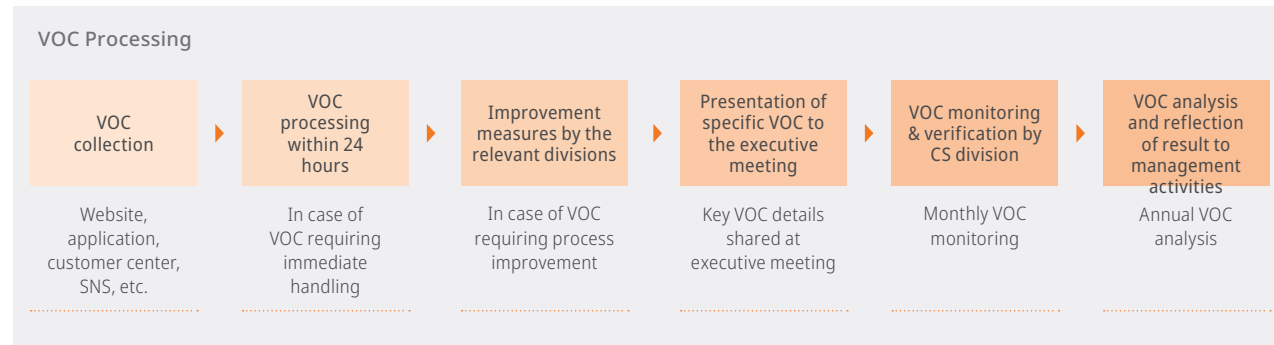 VOC Processing
VOC
collection
VOC
processing
within 24
hours
Improvement
measures by the
relevant divisions
Presentation of
specific VOC to
the executive
meeting
VOC monitoring
& verification by
CS division
VOC analysis
and reflection
of result to
management
activities
Website,
application,
customer center,
SNS, etc.
In case of
VOC requiring
immediate
handling
In case of VOC
requiring process
improvement
Key VOC details
shared at
executive meeting
Monthly VOC
monitoring
Annual VOC
analysis